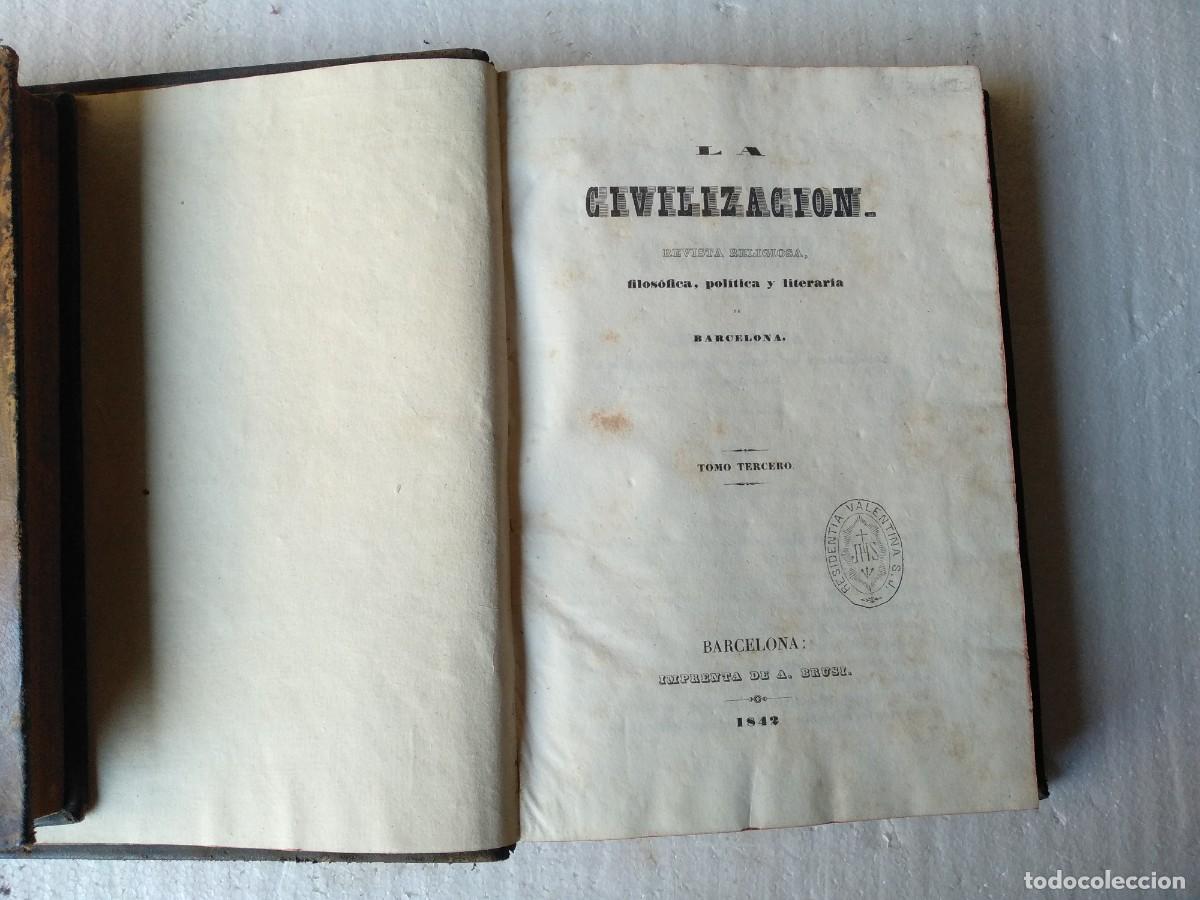 LA
CIVILIZACION.
REVISTA RELIGIOSA,
filosófica, política y literaria
DE
BARCELONA.
TOMO TERCERO.
RESIDENTIA VALENTINA S.J.
JHS
BARCELONA:
IMPRENTA DE A. BRUSI.
1842
todocoleccion